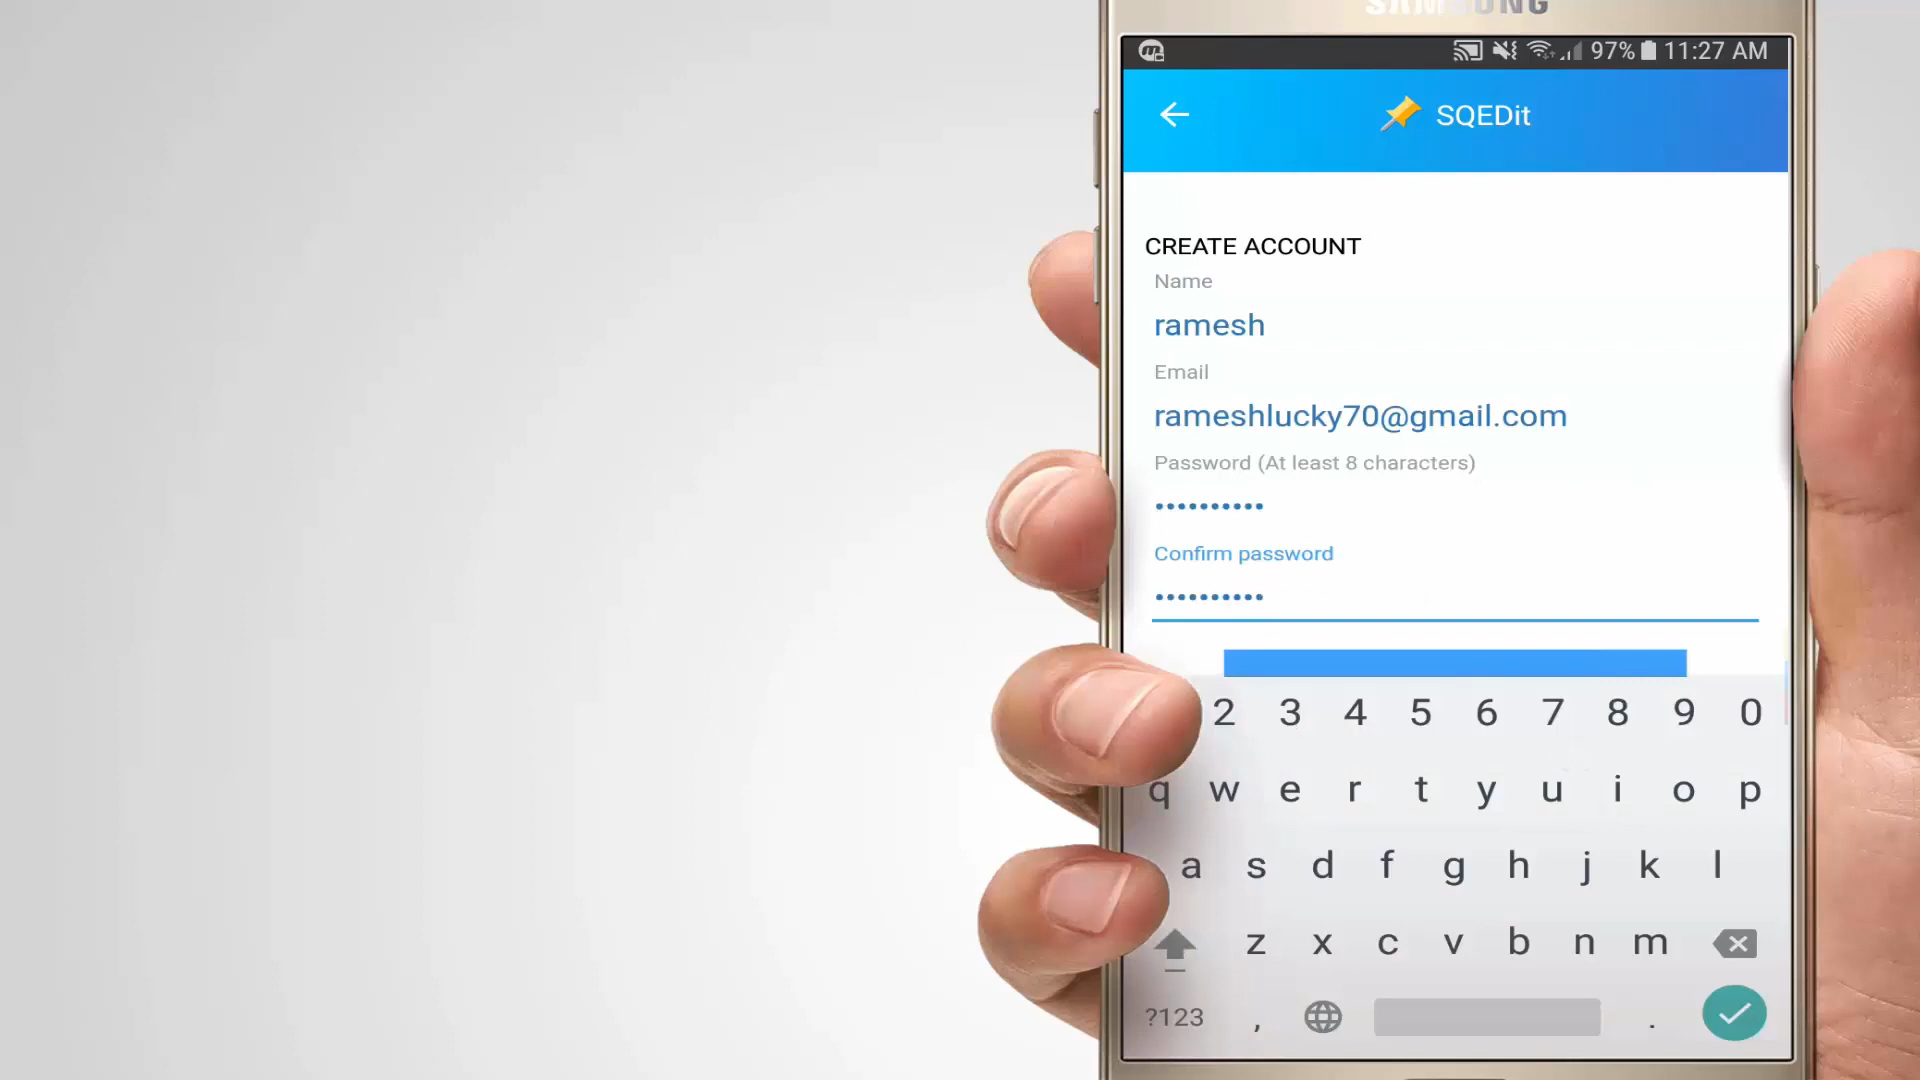 SAMSUNG
97% 11:27 AM
SQEDit
CREATE ACCOUNT
Name
ramesh
Email
rameshlucky70@gmail.com
Password (At least 8 characters)
••••••••••
Confirm password
••••••••••
2 3 4 5 6 7 8 9 0
q w e r t y u i o p
a s d f g h j k l
z x c v b n m
?123 , .